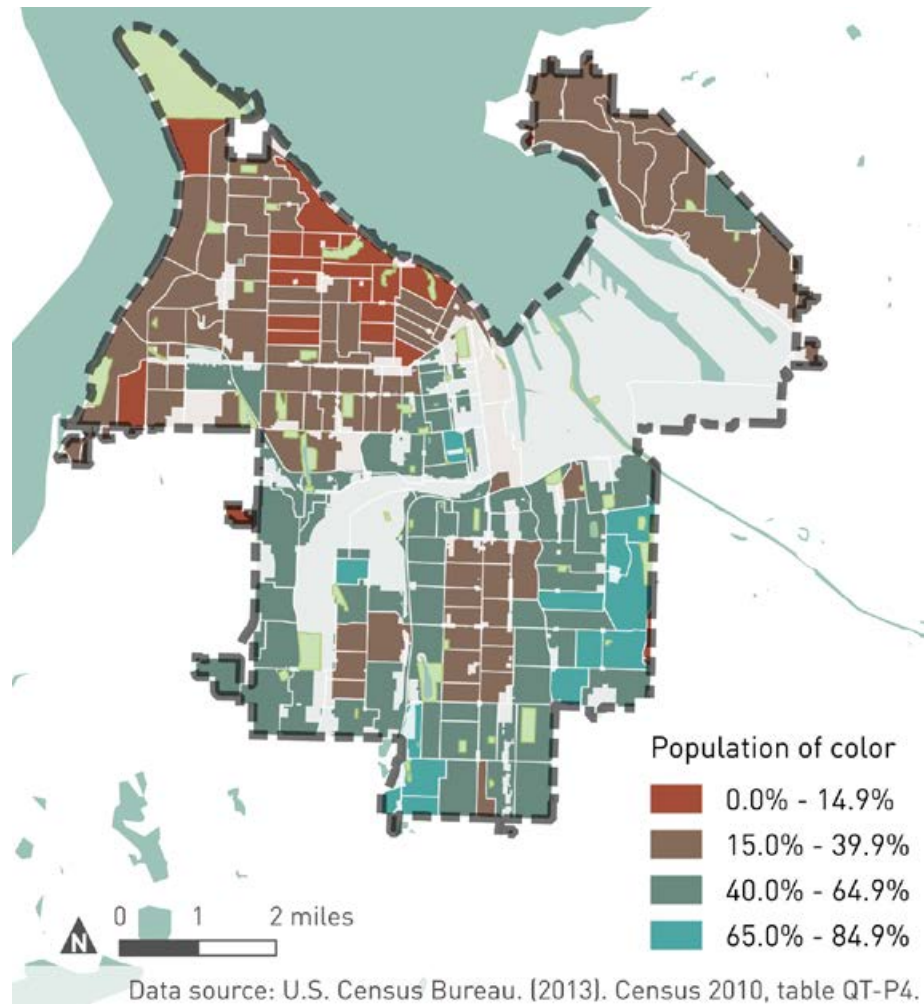 Population of color
0.0% - 14.9%
15.0% - 39.9%
40.0% - 64.9%
65.0% - 84.9%
0 1 2 miles
N
Data source: U.S. Census Bureau. (2013). Census 2010, table QT-P4.